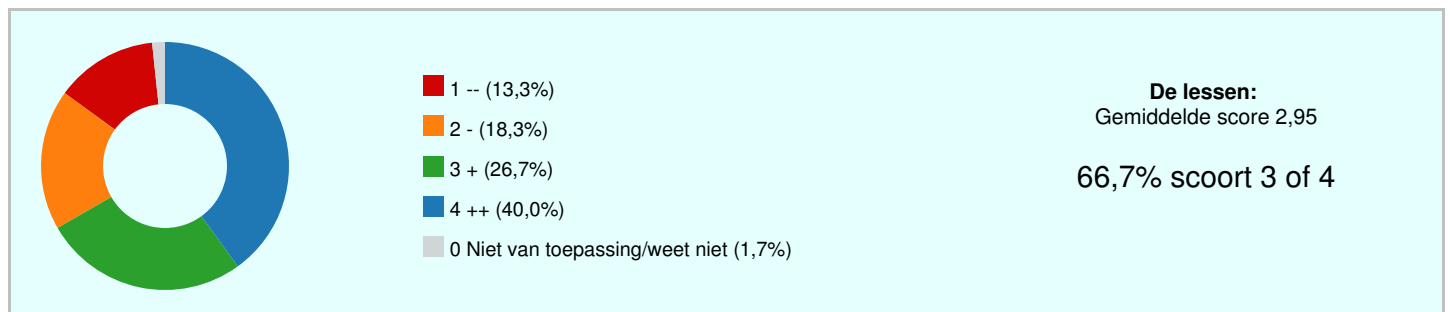 1 -- (13,3%)
2 - (18,3%)
3 + (26,7%)
4 ++ (40,0%)
0 Niet van toepassing/weet niet (1,7%)
De lessen:
Gemiddelde score 2,95
66,7% scoort 3 of 4